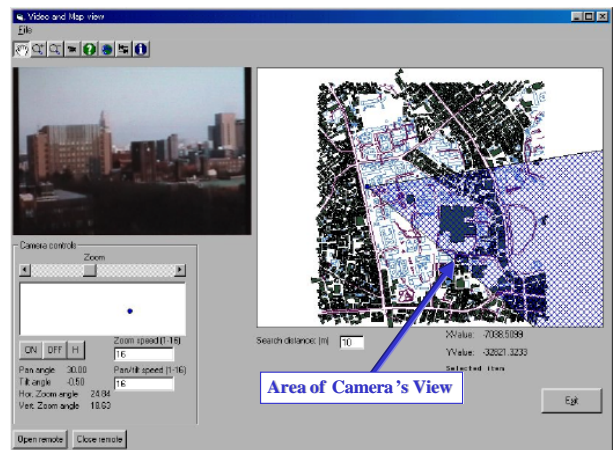 Video and Map view
File
Camera controls
Zoom
ON OFF H
Zoom speed (1-16)
16
Pan angle 30.00
Pan/tilt speed (1-16)
Tilt angle -0.50
16
Hor. Zoom angle 24.84
Vert. Zoom angle 18.63
Open remote Close remote
Search distance: (m) 10
XValue: -7038.5099
YValue: -32821.3233
Selected item
Area of Camera's View
Exit